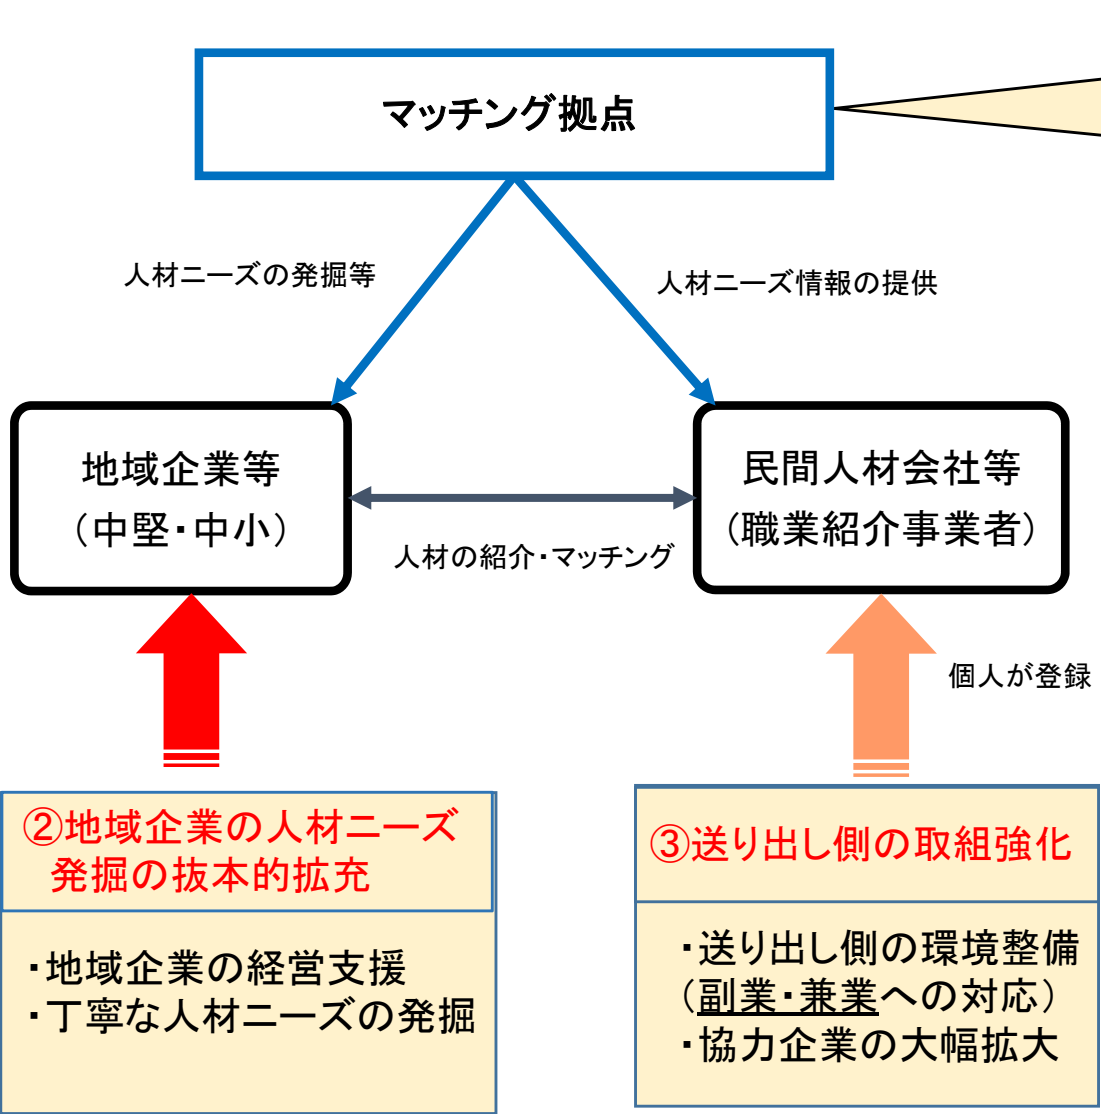 マッチング拠点
人材ニーズの発掘等
人材ニーズ情報の提供
地域企業等
（中堅・中小）
民間人材会社等
（職業紹介事業者）
人材の紹介・マッチング
個人が登録
②地域企業の人材ニーズ
発掘の抜本的拡充
・地域企業の経営支援
・丁寧な人材ニーズの発掘
③送り出し側の取組強化
・送り出し側の環境整備
（副業・兼業への対応）
・協力企業の大幅拡大